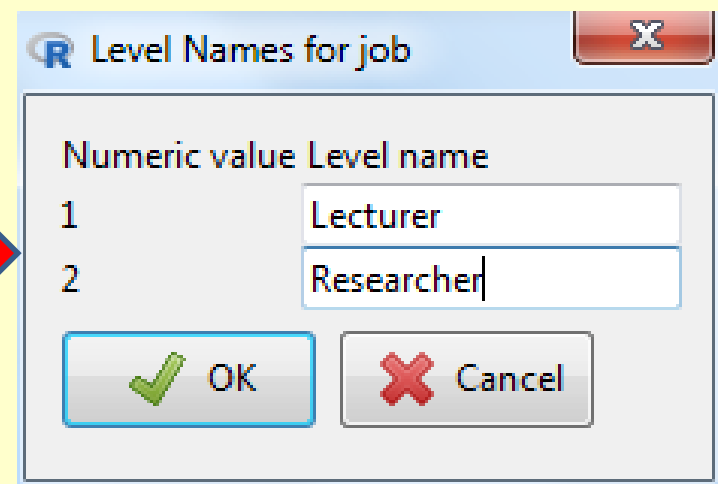 Level Names for job
Numeric value Level name
1 Lecturer
2 Researcher
OK Cancel